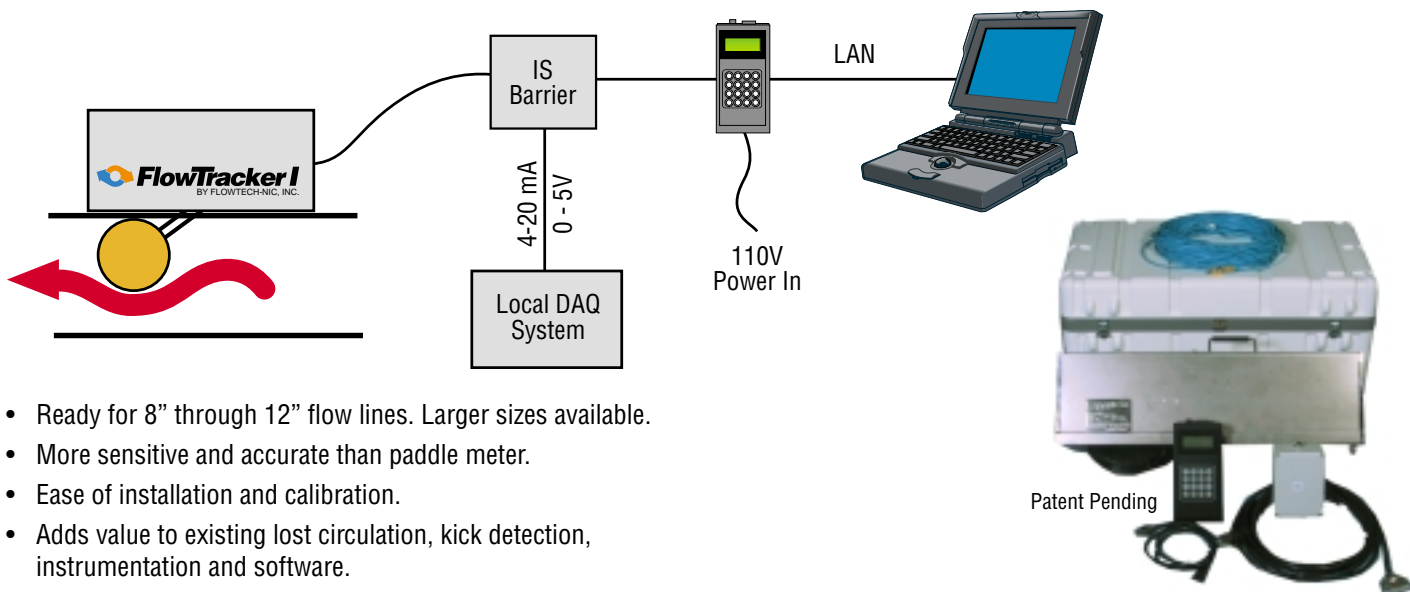 IS
Barrier
LAN
FlowTracker I
BY FLOWTECH-NIC, INC.
4-20 mA
0 - 5V
110V
Power In
Local DAQ
System
• Ready for 8” through 12” flow lines. Larger sizes available.
• More sensitive and accurate than paddle meter.
• Ease of installation and calibration.
• Adds value to existing lost circulation, kick detection,
instrumentation and software.
Patent Pending